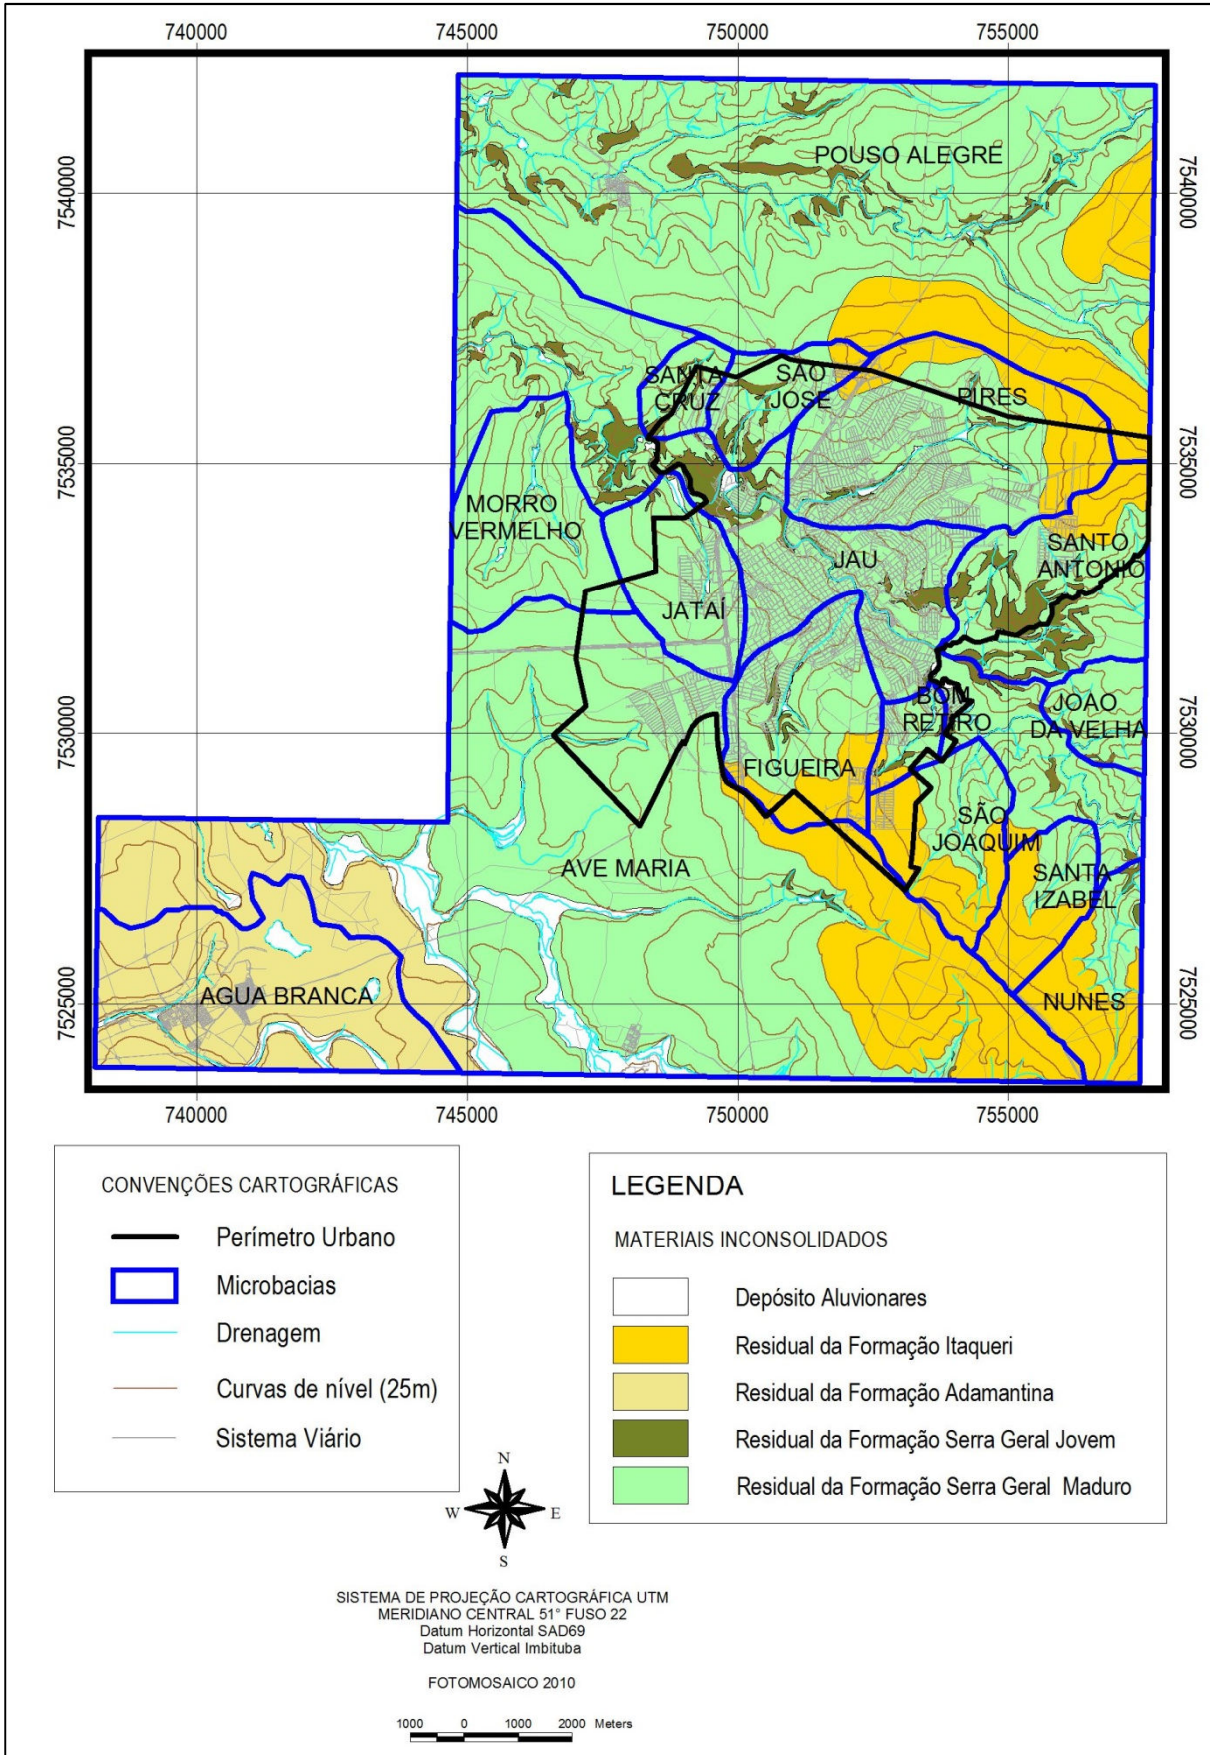 740000
745000
750000
755000
7540000
7540000
POUSO ALEGRE
SANTA
CRUZ
SÃO
JOSE
PIRES
7535000
7535000
MORRO
VERMELHO
JAU
SANTO
ANTONIO
JATAÍ
BOM
RETIRO
JOAO
DA VELHA
7530000
7530000
FIGUEIRA
SÃO
JOAQUIM
AVE MARIA
SANTA
IZABEL
AGUA BRANCA
NUNES
7525000
7525000
740000
745000
750000
755000
CONVENÇÕES CARTOGRÁFICAS
Perímetro Urbano
Microbacias
Drenagem
Curvas de nível (25m)
Sistema Viário
LEGENDA
MATERIAIS INCONSOLIDADOS
Depósito Aluvionares
Residual da Formação Itaqueri
Residual da Formação Adamantina
Residual da Formação Serra Geral Jovem
Residual da Formação Serra Geral Maduro
N
W
E
S
SISTEMA DE PROJEÇÃO CARTOGRÁFICA UTM
MERIDIANO CENTRAL 51° FUSO 22
Datum Horizontal SAD69
Datum Vertical Imbituba
FOTOMOSAICO 2010
1000 0 1000 2000 Meters